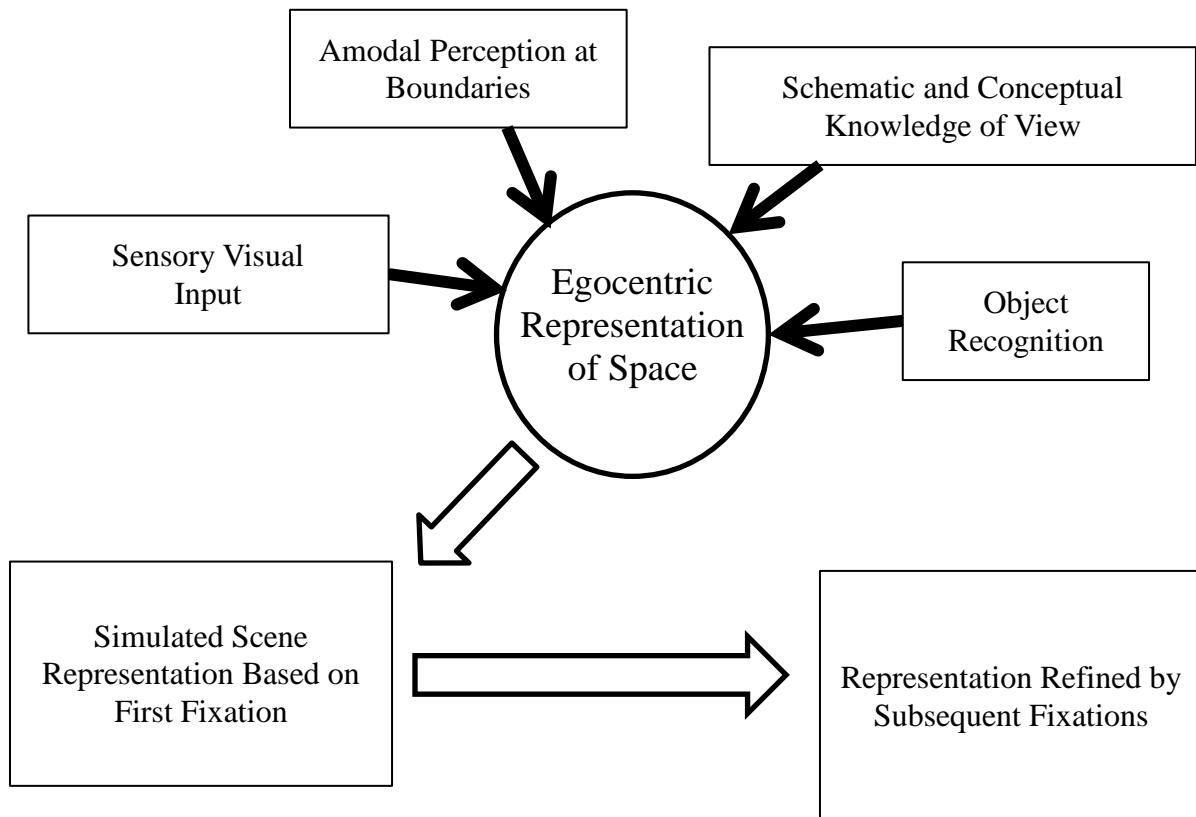 Amodal Perception at
Boundaries
Schematic and Conceptual
Knowledge of View
Sensory Visual
Input
Egocentric
Representation
of Space
Object
Recognition
Simulated Scene
Representation Based on
First Fixation
Representation Refined by
Subsequent Fixations